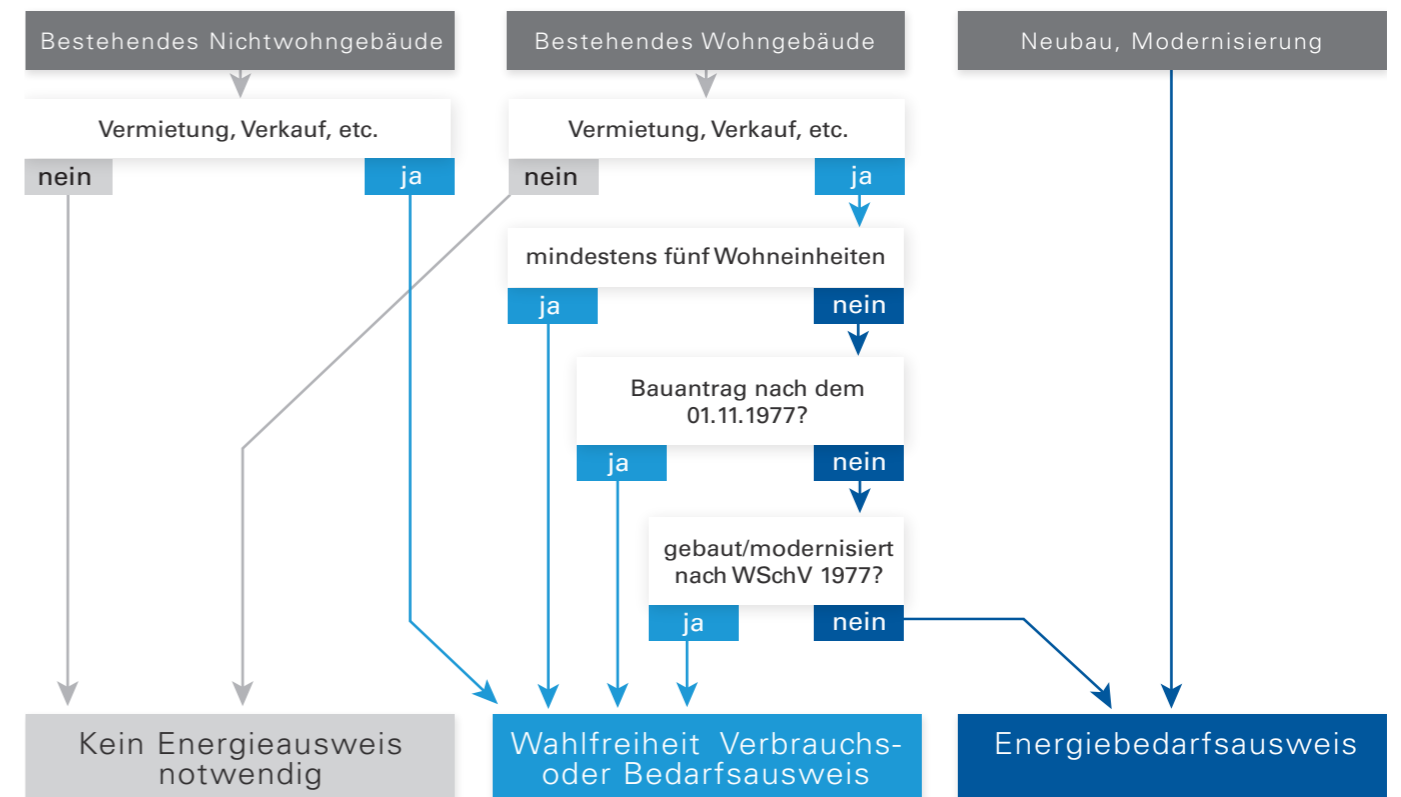 Bestehendes Nichtwohngebäude
Bestehendes Wohngebäude
Neubau, Modernisierung
Vermietung, Verkauf, etc.
Vermietung, Verkauf, etc.
nein
ja
nein
ja
mindestens fünf Wohneinheiten
ja
nein
Bauantrag nach dem
01.11.1977?
ja
nein
gebaut/modernisiert
nach WSchV 1977?
ja
nein
Kein Energieausweis
notwendig
Wahlfreiheit Verbrauchs-
oder Bedarfsausweis
Energiebedarfsausweis